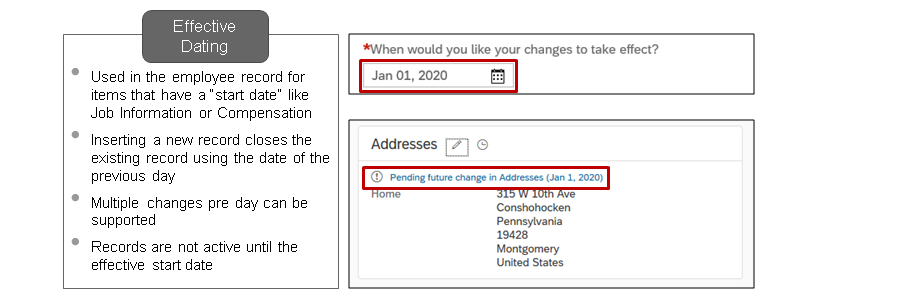 Effective
Dating
Used in the employee record for
items that have a "start date" like
Job Information or Compensation
Inserting a new record closes the
existing record using the date of the
previous day
Multiple changes pre day can be
supported
Records are not active until the
effective start date
*When would you like your changes to take effect?
Jan 01, 2020
Addresses
Pending future change in Addresses (Jan 1, 2020)
Home 315 W 10th Ave
Conshohocken
Pennsylvania
19428
Montgomery
United States